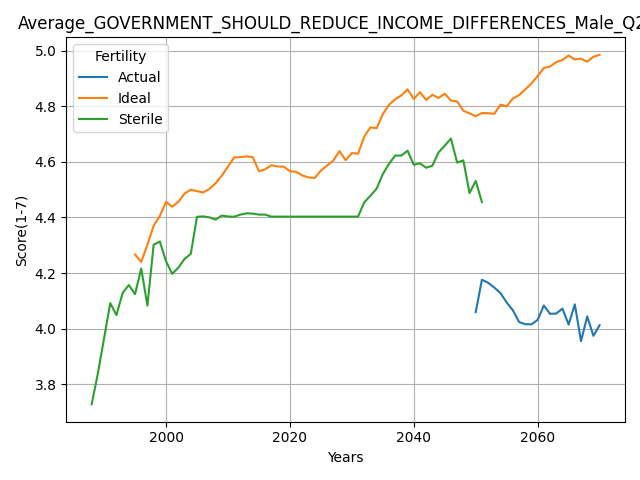 Average_GOVERNMENT_SHOULD_REDUCE_INCOME_DIFFERENCES_Male_Q2
Fertility
Actual
Ideal
Sterile
Score(1-7)
5.0
4.8
4.6
4.4
4.2
4.0
3.8
2000 2020 2040 2060
Years